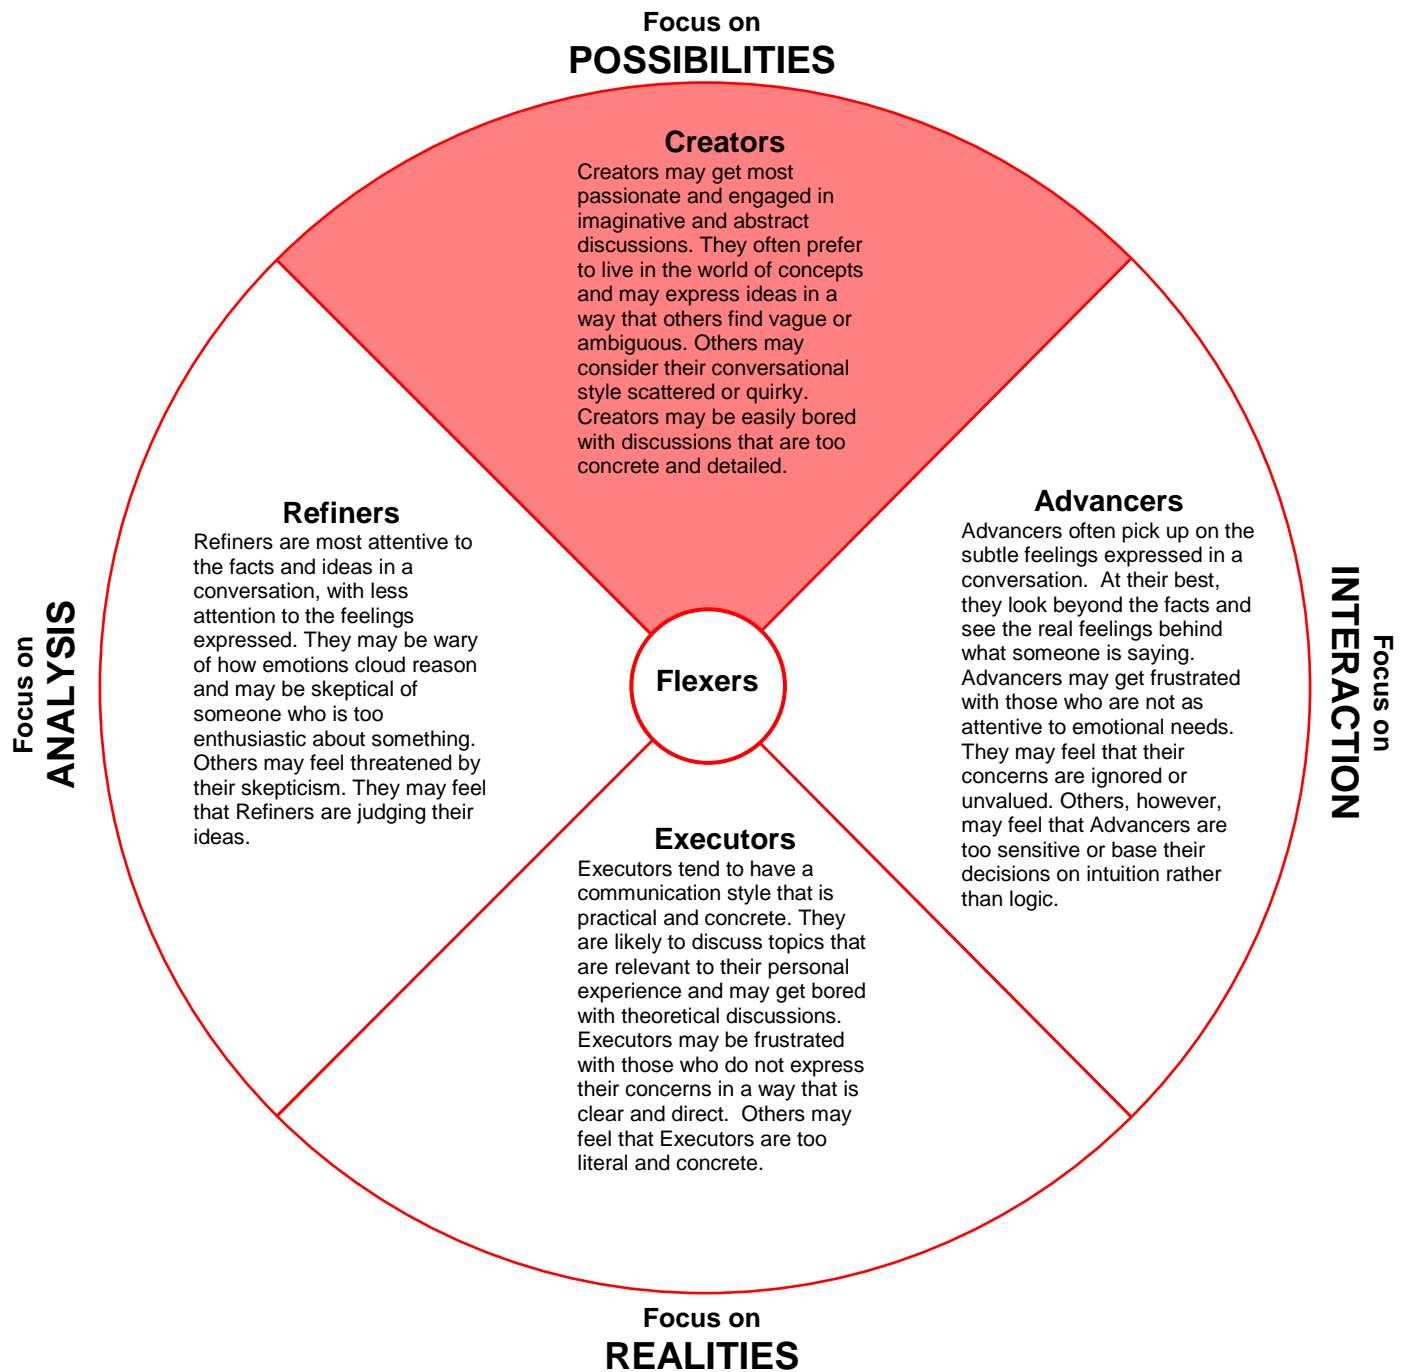 Focus on
POSSIBILITIES
Creators
Creators may get most
passionate and engaged in
imaginative and abstract
discussions. They often prefer
to live in the world of concepts
and may express ideas in a
way that others find vague or
ambiguous. Others may
consider their conversational
style scattered or quirky.
Creators may be easily bored
with discussions that are too
concrete and detailed.
Focus on
ANALYSIS
Refiners
Refiners are most attentive to
the facts and ideas in a
conversation, with less
attention to the feelings
expressed. They may be wary
of how emotions cloud reason
and may be skeptical of
someone who is too
enthusiastic about something.
Others may feel threatened by
their skepticism. They may feel
that Refiners are judging their
ideas.
Flexers
Advancers
Advancers often pick up on the
subtle feelings expressed in a
conversation.  At their best,
they look beyond the facts and
see the real feelings behind
what someone is saying.
Advancers may get frustrated
with those who are not as
attentive to emotional needs.
They may feel that their
concerns are ignored or
unvalued. Others, however,
may feel that Advancers are
too sensitive or base their
decisions on intuition rather
than logic.
Focus on
INTERACTION
Executors
Executors tend to have a
communication style that is
practical and concrete. They
are likely to discuss topics that
are relevant to their personal
experience and may get bored
with theoretical discussions.
Executors may be frustrated
with those who do not express
their concerns in a way that is
clear and direct.  Others may
feel that Executors are too
literal and concrete.
Focus on
REALITIES